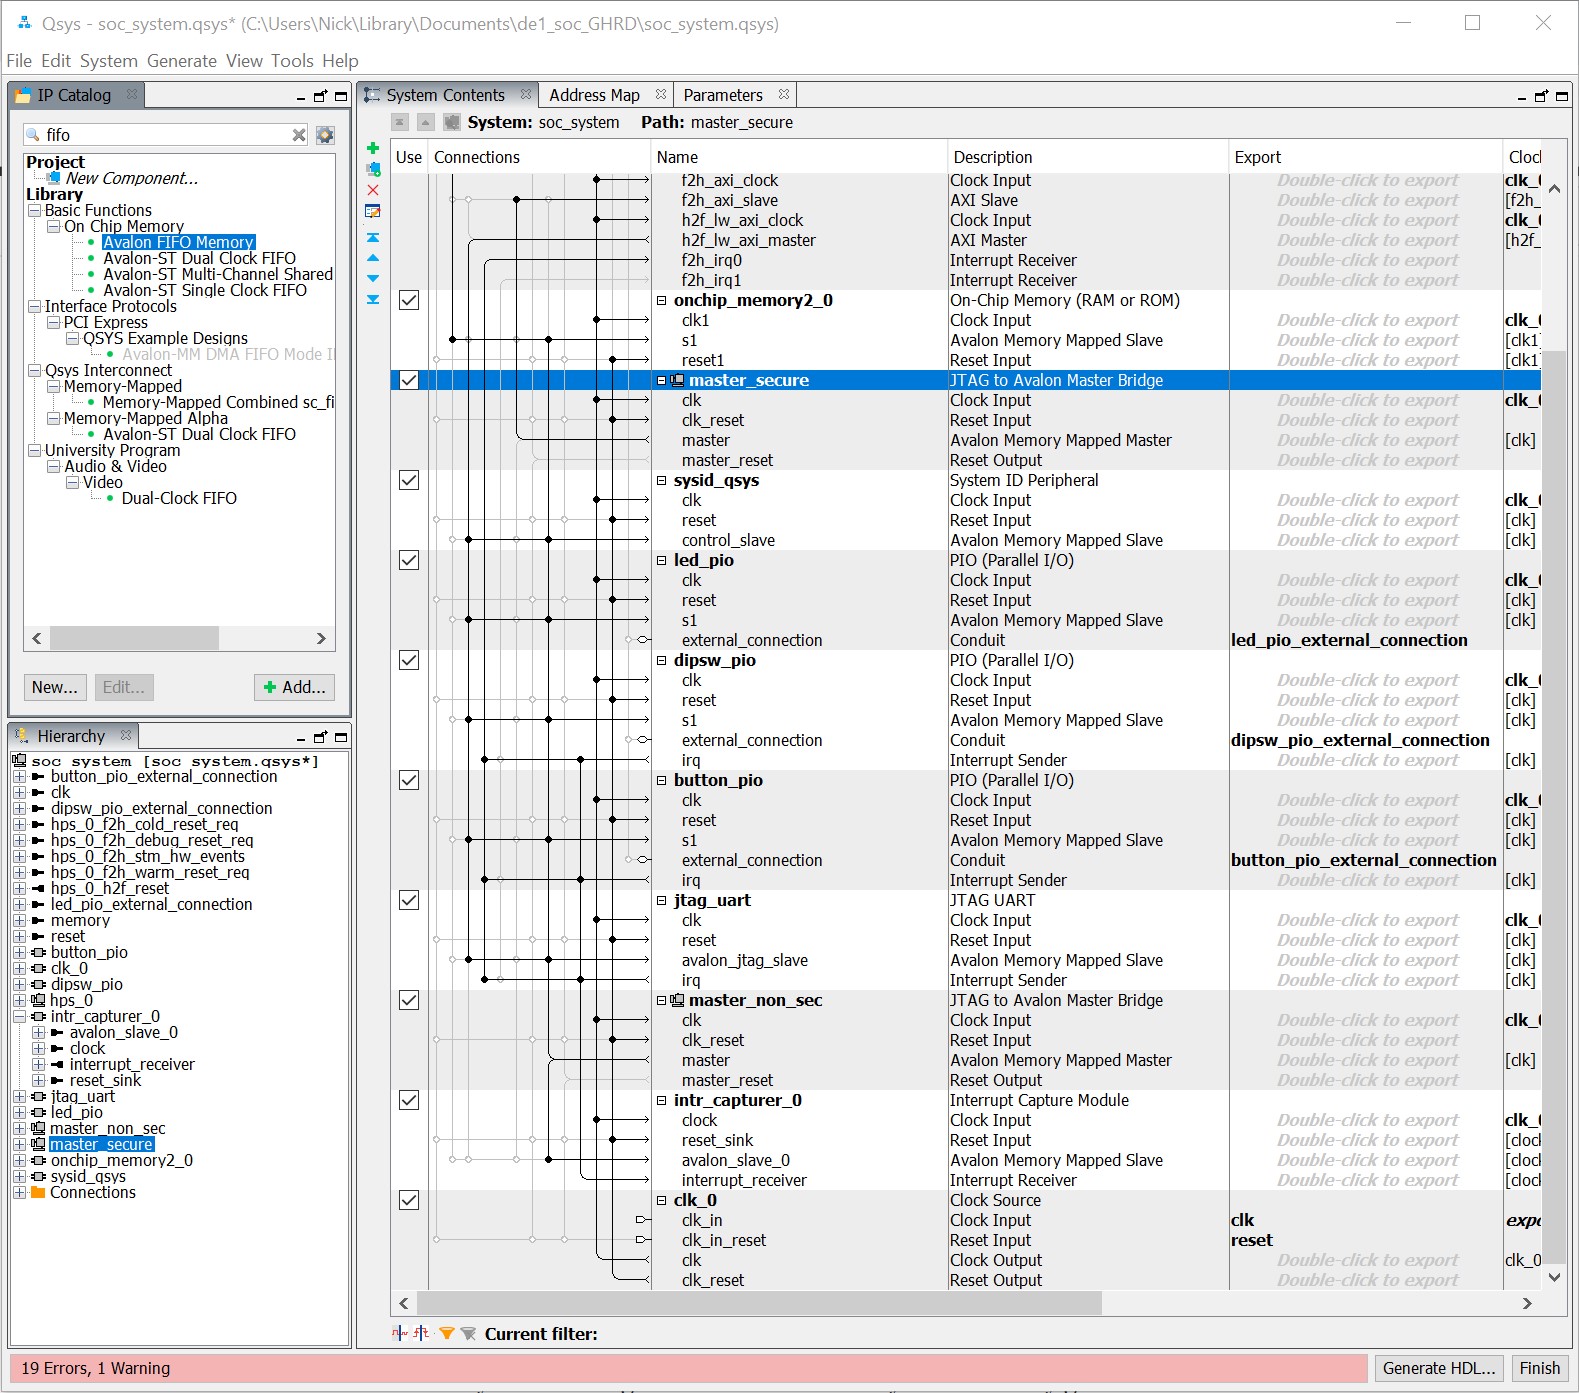 Qsys - soc_system.qsys* (C:\Users\Nick\Library\Documents\de1_soc_GHRD\soc_system.qsys)
File Edit System Generate View Tools Help
IP Catalog
fifo
Project
New Component...
Library
Basic Functions
On Chip Memory
Avalon FIFO Memory
Avalon-ST Dual Clock FIFO
Avalon-ST Multi-Channel Shared
Avalon-ST Single Clock FIFO
Interface Protocols
PCI Express
QSYS Example Designs
Avalon-MM DMA FIFO Mode
Qsys Interconnect
Memory-Mapped
Memory-Mapped Combined sc_fi
Memory-Mapped Alpha
Avalon-ST Dual Clock FIFO
University Program
Audio & Video
Video
Dual-Clock FIFO
New... Edit... Add...
Hierarchy
soc_system [soc_system.qsys*]
button_pio_external_connection
clk
dipsw_pio_external_connection
hps_0_f2h_cold_reset_req
hps_0_f2h_debug_reset_req
hps_0_f2h_stm_hw_events
hps_0_f2h_warm_reset_req
hps_0_h2f_reset
led_pio_external_connection
memory
reset
button_pio
clk_0
dipsw_pio
hps_0
intr_capturer_0
avalon_slave_0
clock
interrupt_receiver
reset_sink
jtag_uart
led_pio
master_non_sec
master_secure
onchip_memory2_0
sysid_qsys
Connections
System Contents Address Map Parameters
System: soc_system Path: master_secure
Use Connections Name Description Export Cloc
f2h_axi_clock Clock Input Double-click to export clk_0
f2h_axi_slave AXI Slave Double-click to export [f2h_
h2f_lw_axi_clock Clock Input Double-click to export clk_0
h2f_lw_axi_master AXI Master Double-click to export [h2f_
f2h_irq0 Interrupt Receiver Double-click to export
f2h_irq1 Interrupt Receiver Double-click to export
onchip_memory2_0 On-Chip Memory (RAM or ROM)
clk1 Clock Input Double-click to export clk_0
s1 Avalon Memory Mapped Slave Double-click to export [clk1]
reset1 Reset Input Double-click to export [clk1]
master_secure JTAG to Avalon Master Bridge
clk Clock Input Double-click to export clk_0
clk_reset Reset Input Double-click to export
master Avalon Memory Mapped Master Double-click to export [clk]
master_reset Reset Output Double-click to export
sysid_qsys System ID Peripheral
clk Clock Input Double-click to export clk_0
reset Reset Input Double-click to export [clk]
control_slave Avalon Memory Mapped Slave Double-click to export [clk]
led_pio PIO (Parallel I/O)
clk Clock Input Double-click to export clk_0
reset Reset Input Double-click to export [clk]
s1 Avalon Memory Mapped Slave Double-click to export [clk]
external_connection Conduit led_pio_external_connection
dipsw_pio PIO (Parallel I/O)
clk Clock Input Double-click to export clk_0
reset Reset Input Double-click to export [clk]
s1 Avalon Memory Mapped Slave Double-click to export [clk]
external_connection Conduit dipsw_pio_external_connection
irq Interrupt Sender Double-click to export [clk]
button_pio PIO (Parallel I/O)
clk Clock Input Double-click to export clk_0
reset Reset Input Double-click to export [clk]
s1 Avalon Memory Mapped Slave Double-click to export [clk]
external_connection Conduit button_pio_external_connection
irq Interrupt Sender Double-click to export [clk]
jtag_uart JTAG UART
clk Clock Input Double-click to export clk_0
reset Reset Input Double-click to export [clk]
avalon_jtag_slave Avalon Memory Mapped Slave Double-click to export [clk]
irq Interrupt Sender Double-click to export [clk]
master_non_sec JTAG to Avalon Master Bridge
clk Clock Input Double-click to export clk_0
clk_reset Reset Input Double-click to export
master Avalon Memory Mapped Master Double-click to export [clk]
master_reset Reset Output Double-click to export
intr_capturer_0 Interrupt Capture Module
clock Clock Input Double-click to export clk_0
reset_sink Reset Input Double-click to export [clock
avalon_slave_0 Avalon Memory Mapped Slave Double-click to export [clock
interrupt_receiver Interrupt Receiver Double-click to export [clock
clk_0 Clock Source
clk_in Clock Input clk expo
clk_in_reset Reset Input reset
clk Clock Output Double-click to export clk_0
clk_reset Reset Output Double-click to export
Current filter:
19 Errors, 1 Warning Generate HDL... Finish